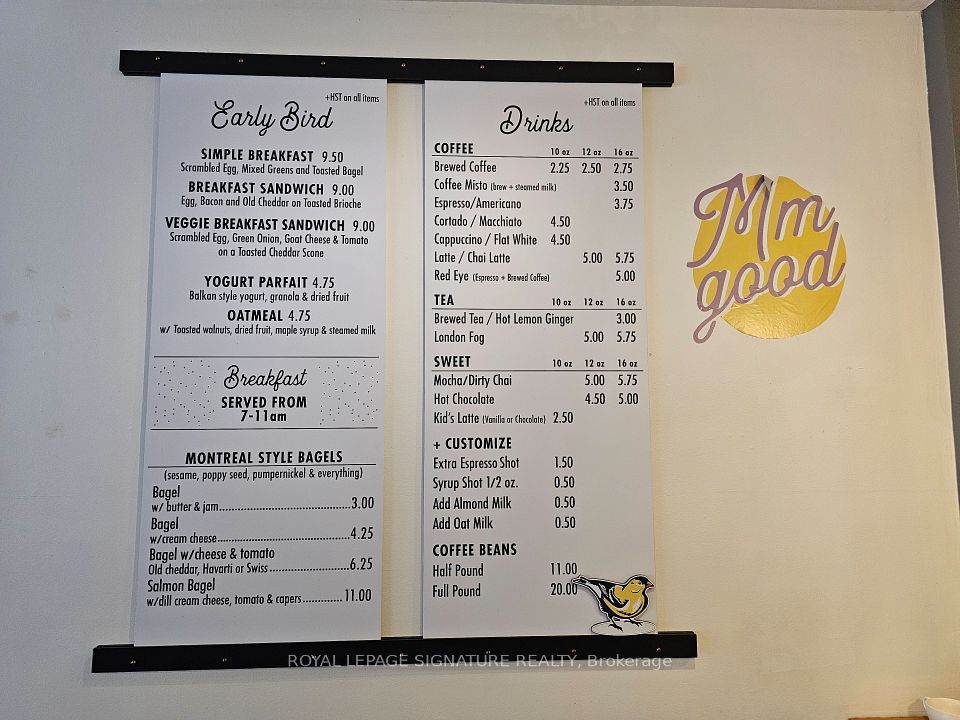 +HST on all items
Early Bird
SIMPLE BREAKFAST 9.50
Scrambled Egg, Mixed Greens and Toasted Bagel
BREAKFAST SANDWICH 9.00
Egg, Bacon and Old Cheddar on Toasted Brioche
VEGGIE BREAKFAST SANDWICH 9.00
Scrambled Egg, Green Onion, Goat Cheese & Tomato
on a Toasted Cheddar Scone
YOGURT PARFAIT 4.75
Balkan style yogurt, granola & dried fruit
OATMEAL 4.75
w/ Toasted walnuts, dried fruit, maple syrup & steamed milk
Breakfast
SERVED FROM
7-11am
MONTREAL STYLE BAGELS
(sesame, poppy seed, pumpernickel & everything)
Bagel
w/ butter & jam.....................................3.00
Bagel
w/cream cheese.....................................4.25
Bagel w/cheese & tomato
Old cheddar, Havarti or Swiss......................6.25
Salmon Bagel
w/dill cream cheese, tomato & capers............. 11.00
+HST on all items
Drinks
COFFEE 10 oz 12 oz 16 oz
Brewed Coffee 2.25 2.50 2.75
Coffee Misto (brew + steamed milk) 3.50
Espresso/Americano 3.75
Cortado / Macchiato 4.50
Cappuccino / Flat White 4.50
Latte / Chai Latte 5.00 5.75
Red Eye (Espresso + Brewed Coffee) 5.00
TEA 10 oz 12 oz 16 oz
Brewed Tea / Hot Lemon Ginger 3.00
London Fog 5.00 5.75
SWEET 10 oz 12 oz 16 oz
Mocha/Dirty Chai 5.00 5.75
Hot Chocolate 4.50 5.00
Kid's Latte (Vanilla or Chocolate) 2.50
+ CUSTOMIZE
Extra Espresso Shot 1.50
Syrup Shot 1/2 oz. 0.50
Add Almond Milk 0.50
Add Oat Milk 0.50
COFFEE BEANS
Half Pound 11.00
Full Pound 20.00
Mm
good
ROYAL LEPAGE SIGNATURE REALTY, Brokerage